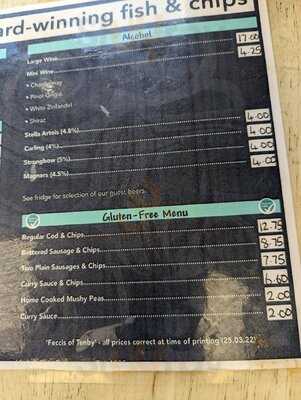 ard-winning fish & chips
Alcohol
Large Wine 17.00
Mini Wine 4.25
• Chardonnay
• Pinot Grigio
• White Zinfandel
• Shiraz
Stella Artois (4.8%) 4.00
Carling (4%) 4.00
Strongbow (5%) 4.00
Magners (4.5%) 4.00
See fridge for selection of our guest beers.
Gluten-Free Menu
Regular Cod & Chips 12.75
Battered Sausage & Chips 8.75
Two Plain Sausages & Chips 7.75
Curry Sauce & Chips 6.60
Home Cooked Mushy Peas 2.00
Curry Sauce 2.00
'Feccis of Tenby' - all prices correct at time of printing (25.03.22)